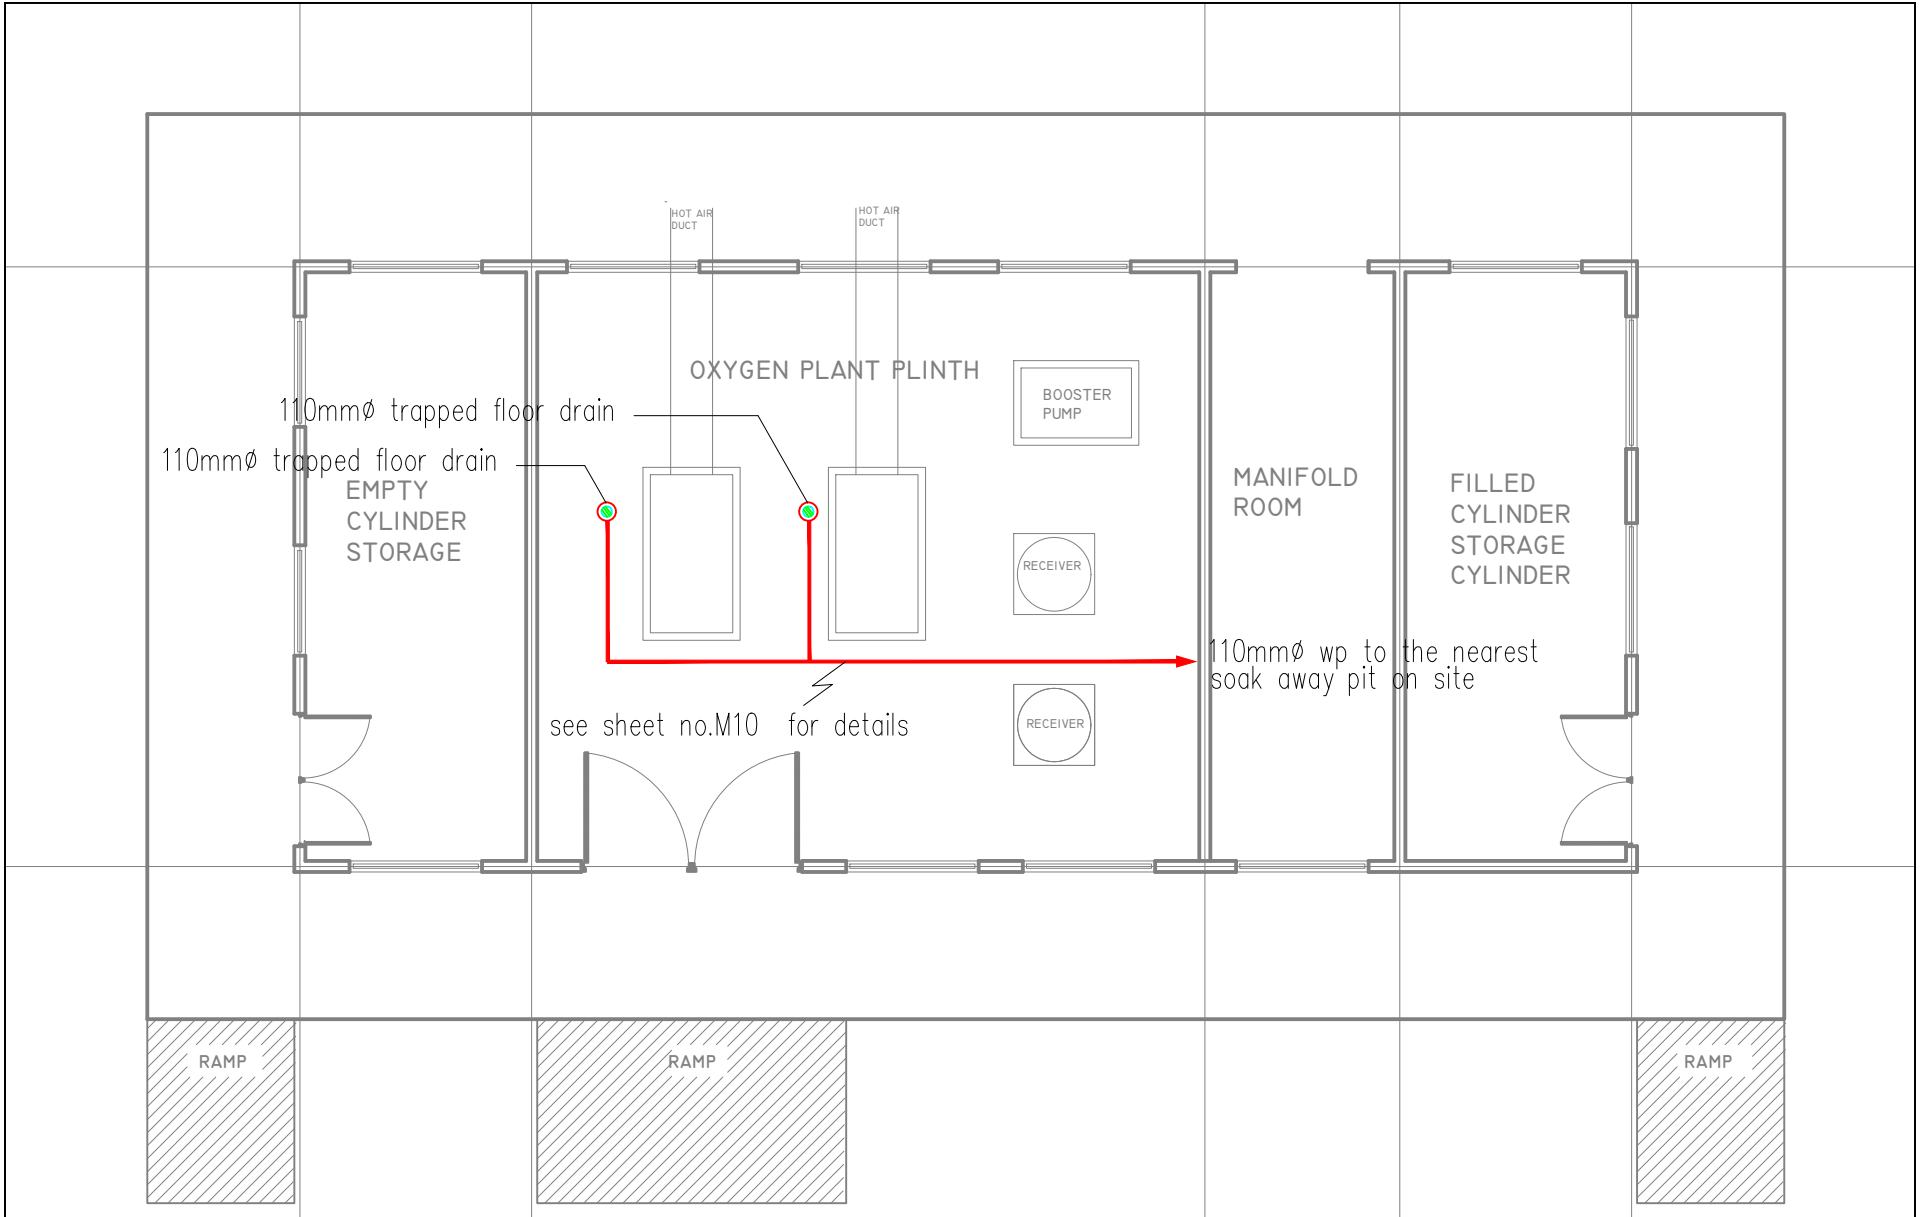 HOT AIR
DUCT
HOT AIR
DUCT
OXYGEN PLANT PLINTH
BOOSTER
PUMP
110mmØ trapped floor drain
110mmØ trapped floor drain
EMPTY
CYLINDER
STORAGE
MANIFOLD
ROOM
FILLED
CYLINDER
STORAGE
CYLINDER
RECEIVER
110mmØ wp to the nearest
soak away pit on site
see sheet no.M10 for details
RECEIVER
RAMP
RAMP
RAMP